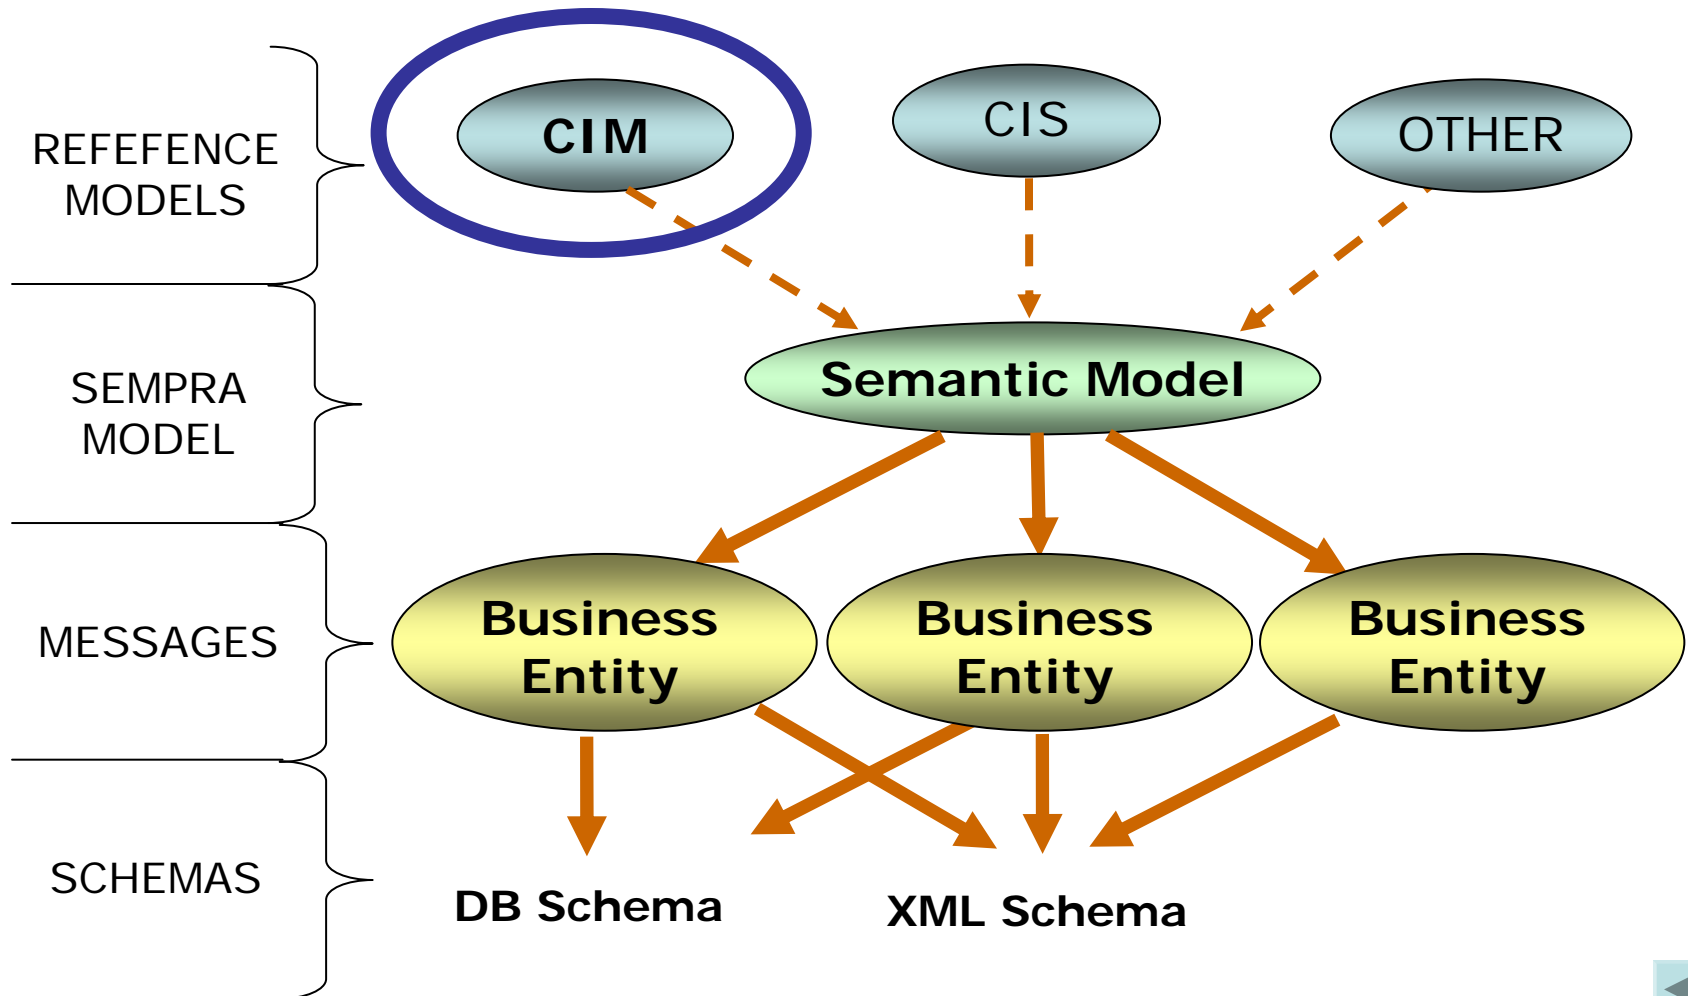 CIM
CIS
OTHER
REFEFENCE
MODELS
Semantic Model
SEMPRA
MODEL
Business
Entity
Business
Entity
Business
Entity
MESSAGES
SCHEMAS
DB Schema
XML Schema